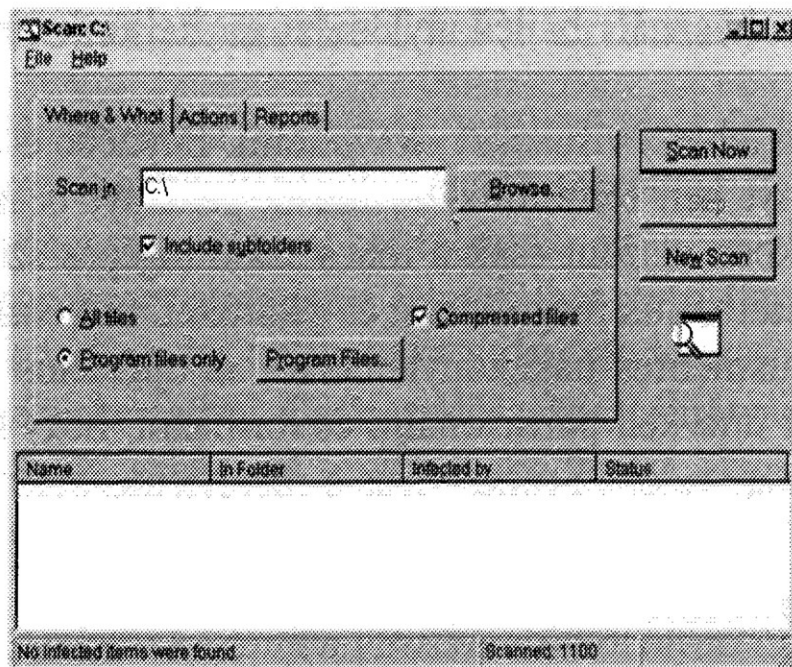 Scan: C:\
File Help
Where & What Actions Reports
Scan in: C:\ Browse...
Include subfolders
All files Compressed files
Program files only Program Files...
Scan Now
Stop
New Scan
Name In Folder Infected by Status
No infected items were found. Scanned: 1100